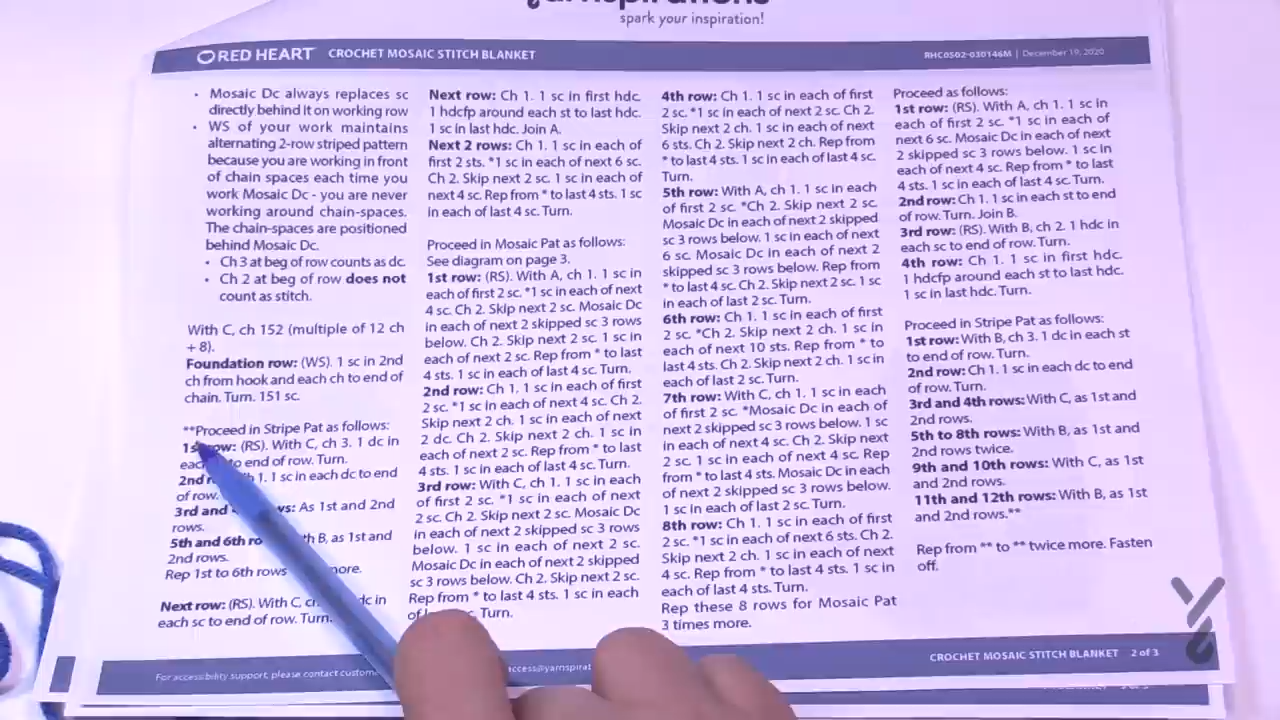 spark your inspiration!
RED HEART CROCHET MOSAIC STITCH BLANKET
RHC0502-030146M | December 19, 2020
• Mosaic Dc always replaces sc
directly behind it on working row
• WS of your work maintains
alternating 2-row striped pattern
because you are working in front
of chain spaces each time you
work Mosaic Dc - you are never
working around chain-spaces.
The chain-spaces are positioned
behind Mosaic Dc.
• Ch 3 at beg of row counts as dc.
• Ch 2 at beg of row does not
count as stitch.
With C, ch 152 (multiple of 12 ch
+ 8).
Foundation row: (WS). 1 sc in 2nd
ch from hook and each ch to end of
chain. Turn. 151 sc.
**Proceed in Stripe Pat as follows:
1st row: (RS). With C, ch 3. 1 dc in
to end of row. Turn.
2nd 1. 1 sc in each dc to end
of row.
3rd and As 1st and 2nd
rows.
5th and 6th B, as 1st and
2nd rows.
Rep 1st to 6th rows
Next row: (RS). With C, dc in
each sc to end of row. Turn.
Next row: Ch 1. 1 sc in first hdc.
1 hdcfp around each st to last hdc.
1 sc in last hdc. Join A.
Next 2 rows: Ch 1. 1 sc in each of
first 2 sts. *1 sc in each of next 6 sc.
Ch 2. Skip next 2 sc. 1 sc in each of
next 4 sc. Rep from * to last 4 sts. 1 sc
in each of last 4 sc. Turn.
Proceed in Mosaic Pat as follows:
See diagram on page 3.
1st row: (RS). With A, ch 1. 1 sc in
each of first 2 sc. *1 sc in each of next
4 sc. Ch 2. Skip next 2 sc. Mosaic Dc
in each of next 2 skipped sc 3 rows
below. Ch 2. Skip next 2 sc. 1 sc in
each of next 2 sc. Rep from * to last
4 sts. 1 sc in each of last 4 sc. Turn.
2nd row: Ch 1. 1 sc in each of first
2 sc. *1 sc in each of next 4 sc. Ch 2.
Skip next 2 ch. 1 sc in each of next
2 dc. Ch 2. Skip next 2 ch. 1 sc in
each of next 2 sc. Rep from * to last
4 sts. 1 sc in each of last 4 sc. Turn.
3rd row: With C, ch 1. 1 sc in each
of first 2 sc. *1 sc in each of next
2 sc. Ch 2. Skip next 2 sc. Mosaic Dc
in each of next 2 skipped sc 3 rows
below. 1 sc in each of next 2 sc.
Mosaic Dc in each of next 2 skipped
sc 3 rows below. Ch 2. Skip next 2 sc.
Rep from * to last 4 sts. 1 sc in each
of Turn.
4th row: Ch 1. 1 sc in each of first
2 sc. *1 sc in each of next 2 sc. Ch 2.
Skip next 2 ch. 1 sc in each of next
6 sts. Ch 2. Skip next 2 ch. Rep from
* to last 4 sts. 1 sc in each of last 4 sc.
Turn.
5th row: With A, ch 1. 1 sc in each
of first 2 sc. *Ch 2. Skip next 2 sc.
Mosaic Dc in each of next 2 skipped
sc 3 rows below. 1 sc in each of next
6 sc. Mosaic Dc in each of next 2
skipped sc 3 rows below. Rep from
* to last 4 sc. Ch 2. Skip next 2 sc. 1 sc
in each of last 2 sc. Turn.
6th row: Ch 1. 1 sc in each of first
2 sc. *Ch 2. Skip next 2 ch. 1 sc in
each of next 10 sts. Rep from * to
last 4 sts. Ch 2. Skip next 2 ch. 1 sc in
each of last 2 sc. Turn.
7th row: With C, ch 1. 1 sc in each
of first 2 sc. *Mosaic Dc in each of
next 2 skipped sc 3 rows below. 1 sc
in each of next 4 sc. Ch 2. Skip next
2 sc. 1 sc in each of next 4 sc. Rep
from * to last 4 sts. Mosaic Dc in each
of next 2 skipped sc 3 rows below.
1 sc in each of last 2 sc. Turn.
8th row: Ch 1. 1 sc in each of first
2 sc. *1 sc in each of next 6 sts. Ch 2.
Skip next 2 ch. 1 sc in each of next
4 sc. Rep from * to last 4 sts. 1 sc in
each of last 4 sts. Turn.
Rep these 8 rows for Mosaic Pat
3 times more.
Proceed as follows:
1st row: (RS). With A, ch 1. 1 sc in
each of first 2 sc. *1 sc in each of
next 6 sc. Mosaic Dc in each of next
2 skipped sc 3 rows below. 1 sc in
each of next 4 sc. Rep from * to last
4 sts. 1 sc in each of last 4 sc. Turn.
2nd row: Ch 1. 1 sc in each st to end
of row. Turn. Join B.
3rd row: (RS). With B, ch 2. 1 hdc in
each sc to end of row. Turn.
4th row: Ch 1. 1 sc in first hdc.
1 hdcfp around each st to last hdc.
1 sc in last hdc. Turn.
Proceed in Stripe Pat as follows:
1st row: With B, ch 3. 1 dc in each st
to end of row. Turn.
2nd row: Ch 1. 1 sc in each dc to end
of row. Turn.
3rd and 4th rows: With C, as 1st and
2nd rows.
5th to 8th rows: With B, as 1st and
2nd rows twice.
9th and 10th rows: With C, as 1st
and 2nd rows.
11th and 12th rows: With B, as 1st
and 2nd rows.**
Rep from ** to ** twice more. Fasten
off.
For accessibility support, please contact
CROCHET MOSAIC STITCH BLANKET 2 of 3